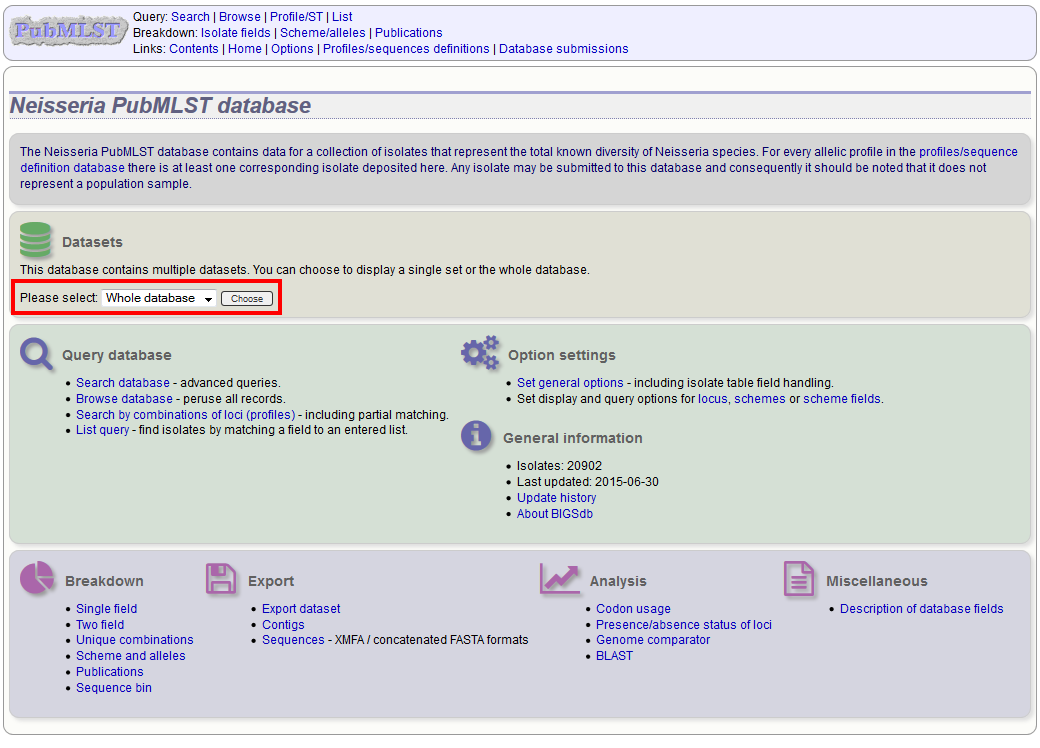 PubMLST
Query: Search | Browse | Profile/ST | List
Breakdown: Isolate fields | Scheme/alleles | Publications
Links: Contents | Home | Options | Profiles/sequences definitions | Database submissions
Neisseria PubMLST database
The Neisseria PubMLST database contains data for a collection of isolates that represent the total known diversity of Neisseria species. For every allelic profile in the profiles/sequence
definition database there is at least one corresponding isolate deposited here. Any isolate may be submitted to this database and consequently it should be noted that it does not
represent a population sample.
Datasets
This database contains multiple datasets. You can choose to display a single set or the whole database.
Please select: Whole database Choose
Query database
Search database - advanced queries.
Browse database - peruse all records.
Search by combinations of loci (profiles) - including partial matching.
List query - find isolates by matching a field to an entered list.
Option settings
Set general options - including isolate table field handling.
Set display and query options for locus, schemes or scheme fields.
General information
Isolates: 20902
Last updated: 2015-06-30
Update history
About BIGSdb
Breakdown
Single field
Two field
Unique combinations
Scheme and alleles
Publications
Sequence bin
Export
Export dataset
Contigs
Sequences - XMFA / concatenated FASTA formats
Analysis
Codon usage
Presence/absence status of loci
Genome comparator
BLAST
Miscellaneous
Description of database fields